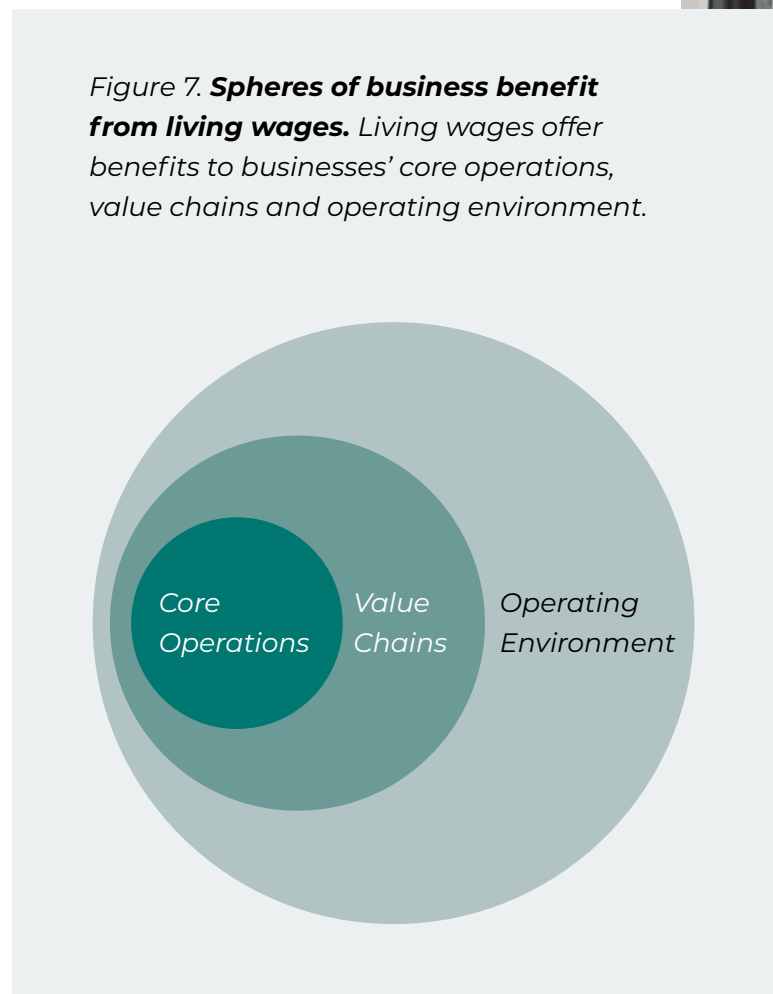 Figure 7. Spheres of business benefit
from living wages. Living wages offer
benefits to businesses’ core operations,
value chains and operating environment.
Core
Operations
Value
Chains
Operating
Environment